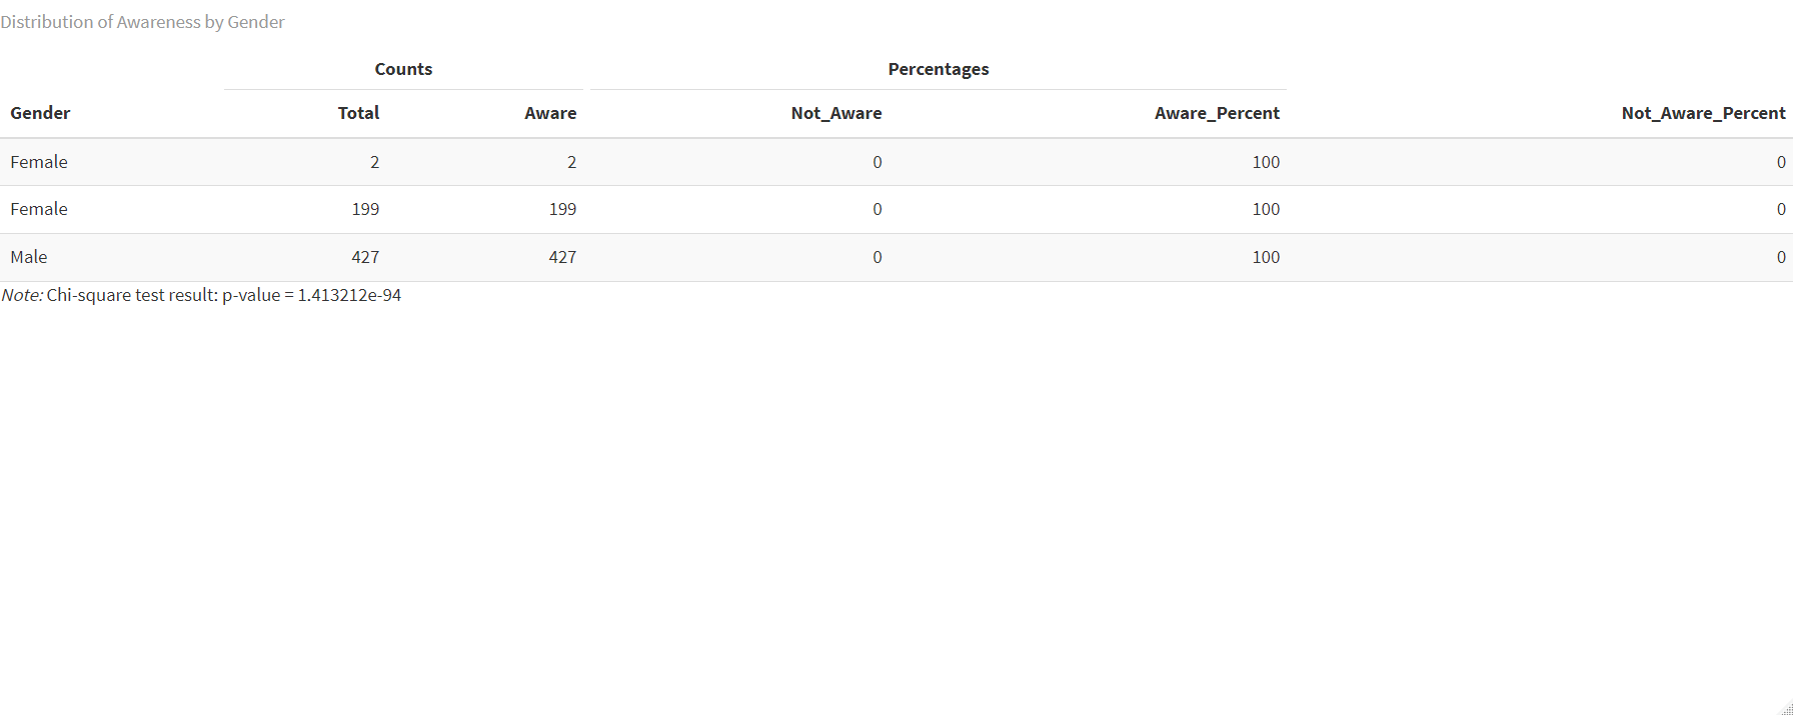 Distribution of Awareness by Gender
Counts Percentages
Gender Total Aware Not_Aware Aware_Percent Not_Aware_Percent
Female 2 2 0 100 0
Female 199 199 0 100 0
Male 427 427 0 100 0
Note: Chi-square test result: p-value = 1.413212e-94